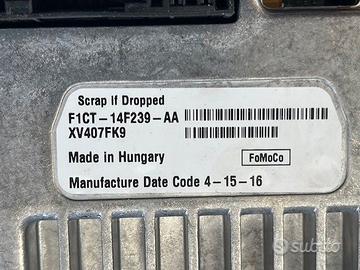 Scrap If Dropped
F1CT-14F239-AA
XV407FK9
Made in Hungary
FoMoCo
Manufacture Date Code 4-15-16
subito